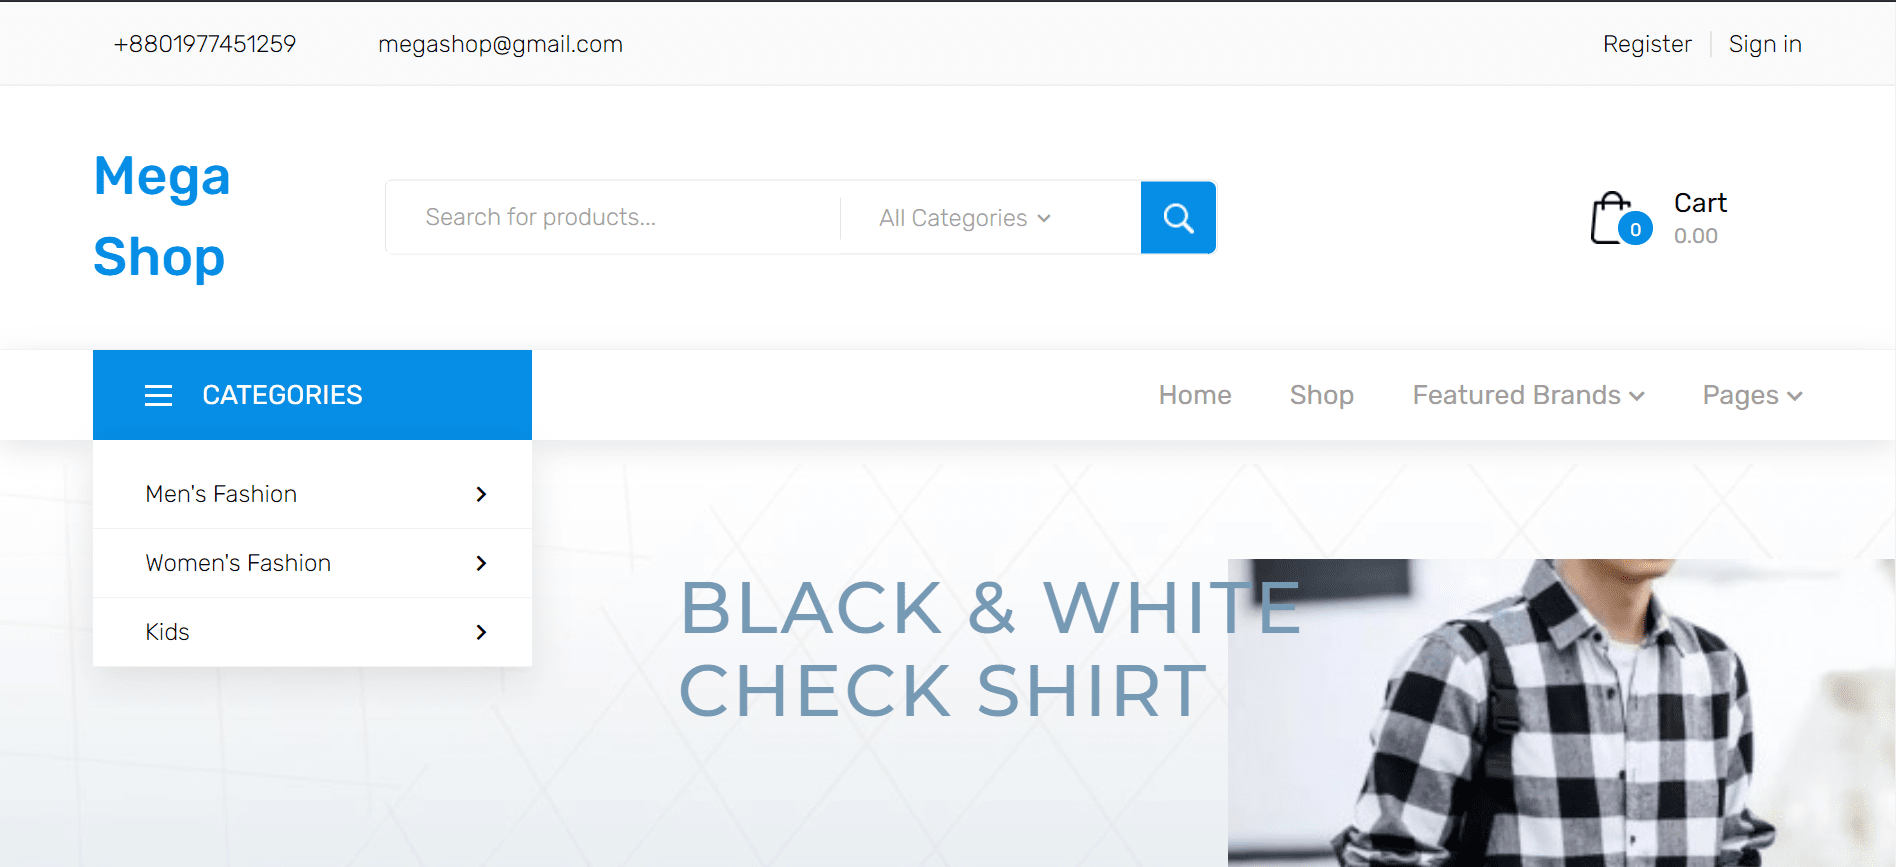 +8801977451259 megashop@gmail.com Register Sign in
Mega
Shop
Search for products... All Categories
0
Cart
0.00
CATEGORIES Home Shop Featured Brands Pages
Men's Fashion
Women's Fashion
Kids
BLACK & WHITE
CHECK SHIRT